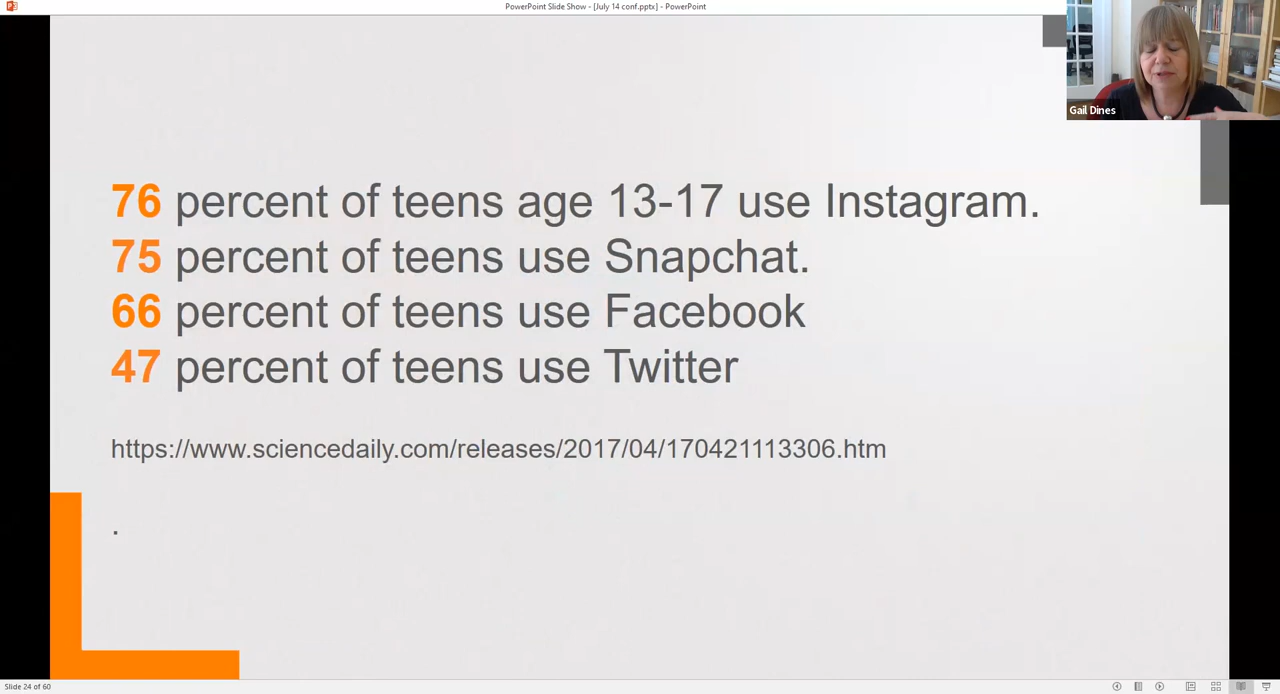 PowerPoint Slide Show - [July 14 conf.pptx] - PowerPoint
Gail Dines
76 percent of teens age 13-17 use Instagram.
75 percent of teens use Snapchat.
66 percent of teens use Facebook
47 percent of teens use Twitter
https://www.sciencedaily.com/releases/2017/04/170421113306.htm
.
Slide 24 of 60